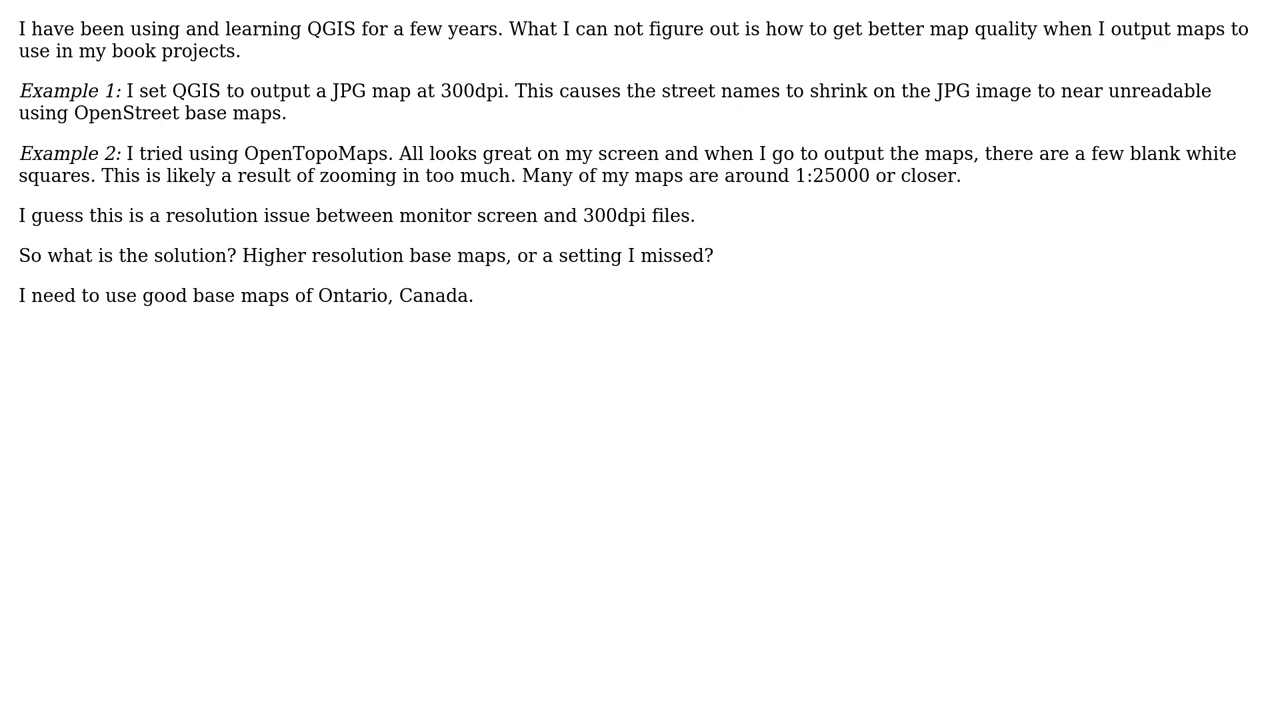 I have been using and learning QGIS for a few years. What I can not figure out is how to get better map quality when I output maps to
use in my book projects.
Example 1: I set QGIS to output a JPG map at 300dpi. This causes the street names to shrink on the JPG image to near unreadable
using OpenStreet base maps.
Example 2: I tried using OpenTopoMaps. All looks great on my screen and when I go to output the maps, there are a few blank white
squares. This is likely a result of zooming in too much. Many of my maps are around 1:25000 or closer.
I guess this is a resolution issue between monitor screen and 300dpi files.
So what is the solution? Higher resolution base maps, or a setting I missed?
I need to use good base maps of Ontario, Canada.